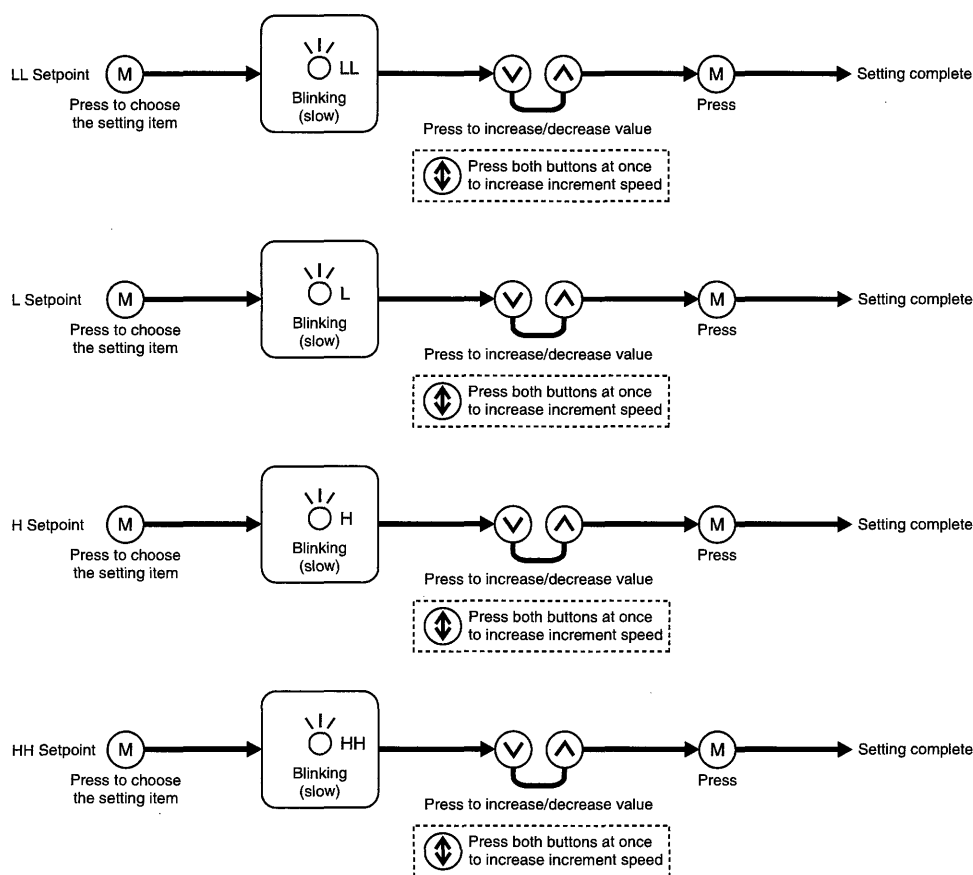 LL Setpoint
M
Press to choose
the setting item
LL
Blinking
(slow)
Press to increase/decrease value
Press both buttons at once
to increase increment speed
M
Press
Setting complete
L Setpoint
M
Press to choose
the setting item
L
Blinking
(slow)
Press to increase/decrease value
Press both buttons at once
to increase increment speed
M
Press
Setting complete
H Setpoint
M
Press to choose
the setting item
H
Blinking
(slow)
Press to increase/decrease value
Press both buttons at once
to increase increment speed
M
Press
Setting complete
HH Setpoint
M
Press to choose
the setting item
HH
Blinking
(slow)
Press to increase/decrease value
Press both buttons at once
to increase increment speed
M
Press
Setting complete